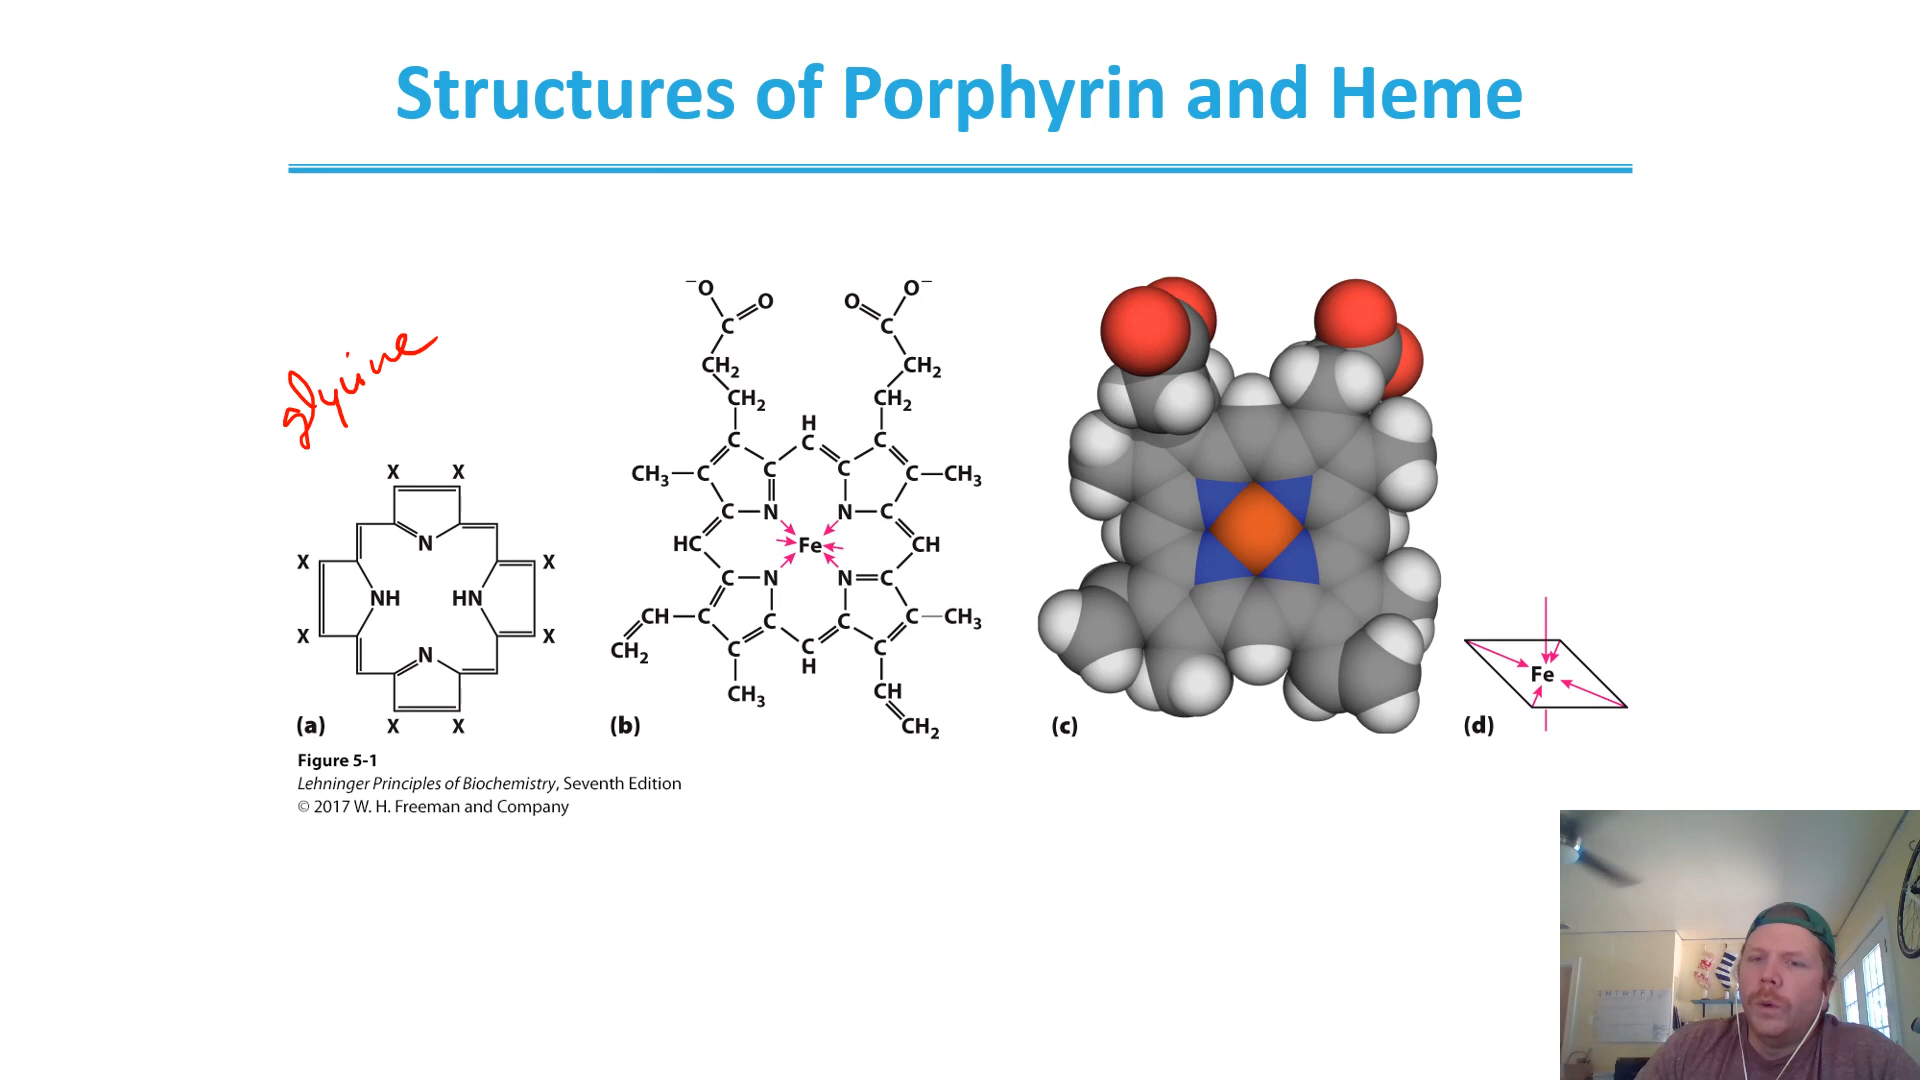 Structures of Porphyrin and Heme
glycine
X X
N
X X
NH HN
X X
N
X X
(a)
⁻O O O O⁻
C C
CH₂ CH₂
CH₂ CH₂
H
C C C
CH₃ C C C C CH₃
C N N C
HC Fe CH
C N N C
CH C C C C CH₃
CH₂ C C C
H
CH₃ CH
CH₂
(b)
(c)
Fe
(d)
Figure 5-1
Lehninger Principles of Biochemistry, Seventh Edition
© 2017 W. H. Freeman and Company
S M T W T F S